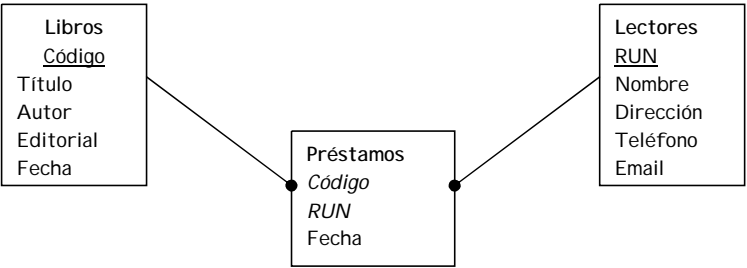 Libros
Código
Título
Autor
Editorial
Fecha
Préstamos
Código
RUN
Fecha
Lectores
RUN
Nombre
Dirección
Teléfono
Email